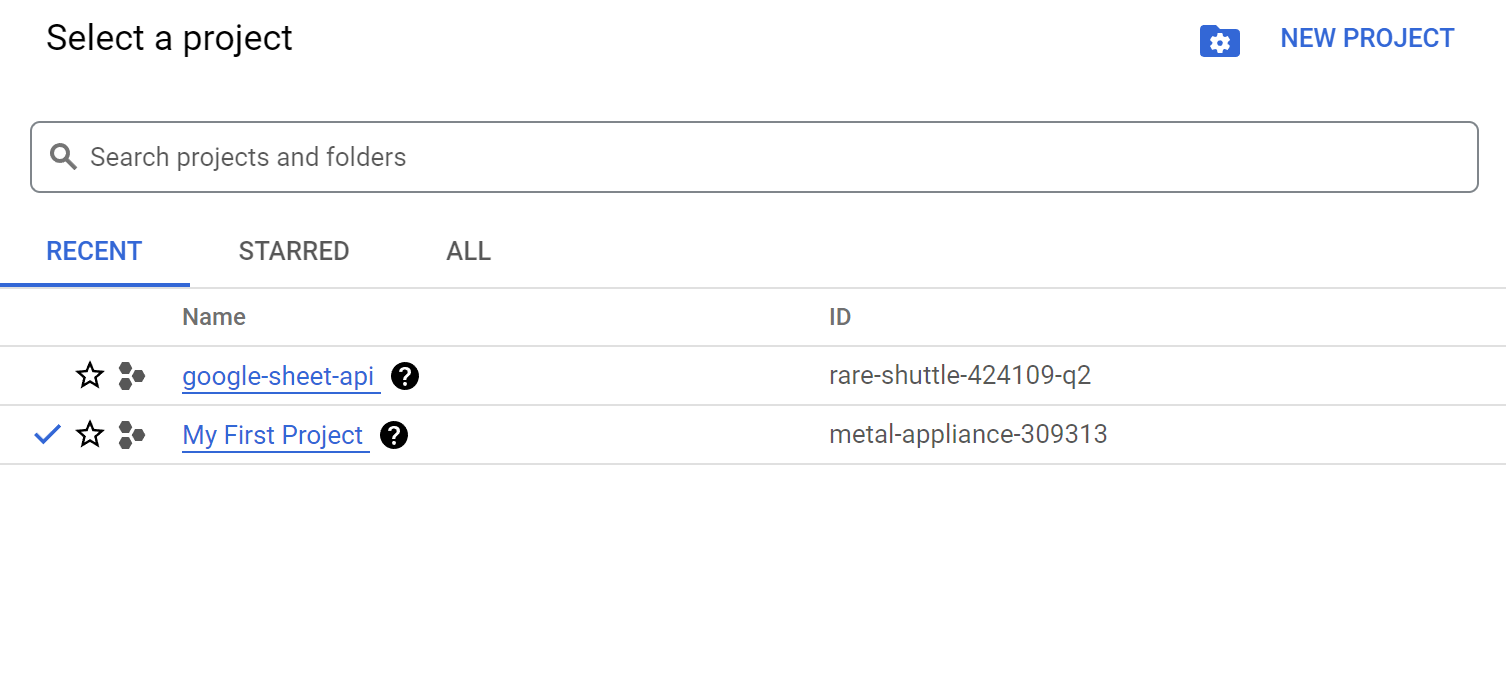 Select a project
NEW PROJECT
Search projects and folders
RECENT STARRED ALL
Name ID
google-sheet-api ? rare-shuttle-424109-q2
My First Project ? metal-appliance-309313